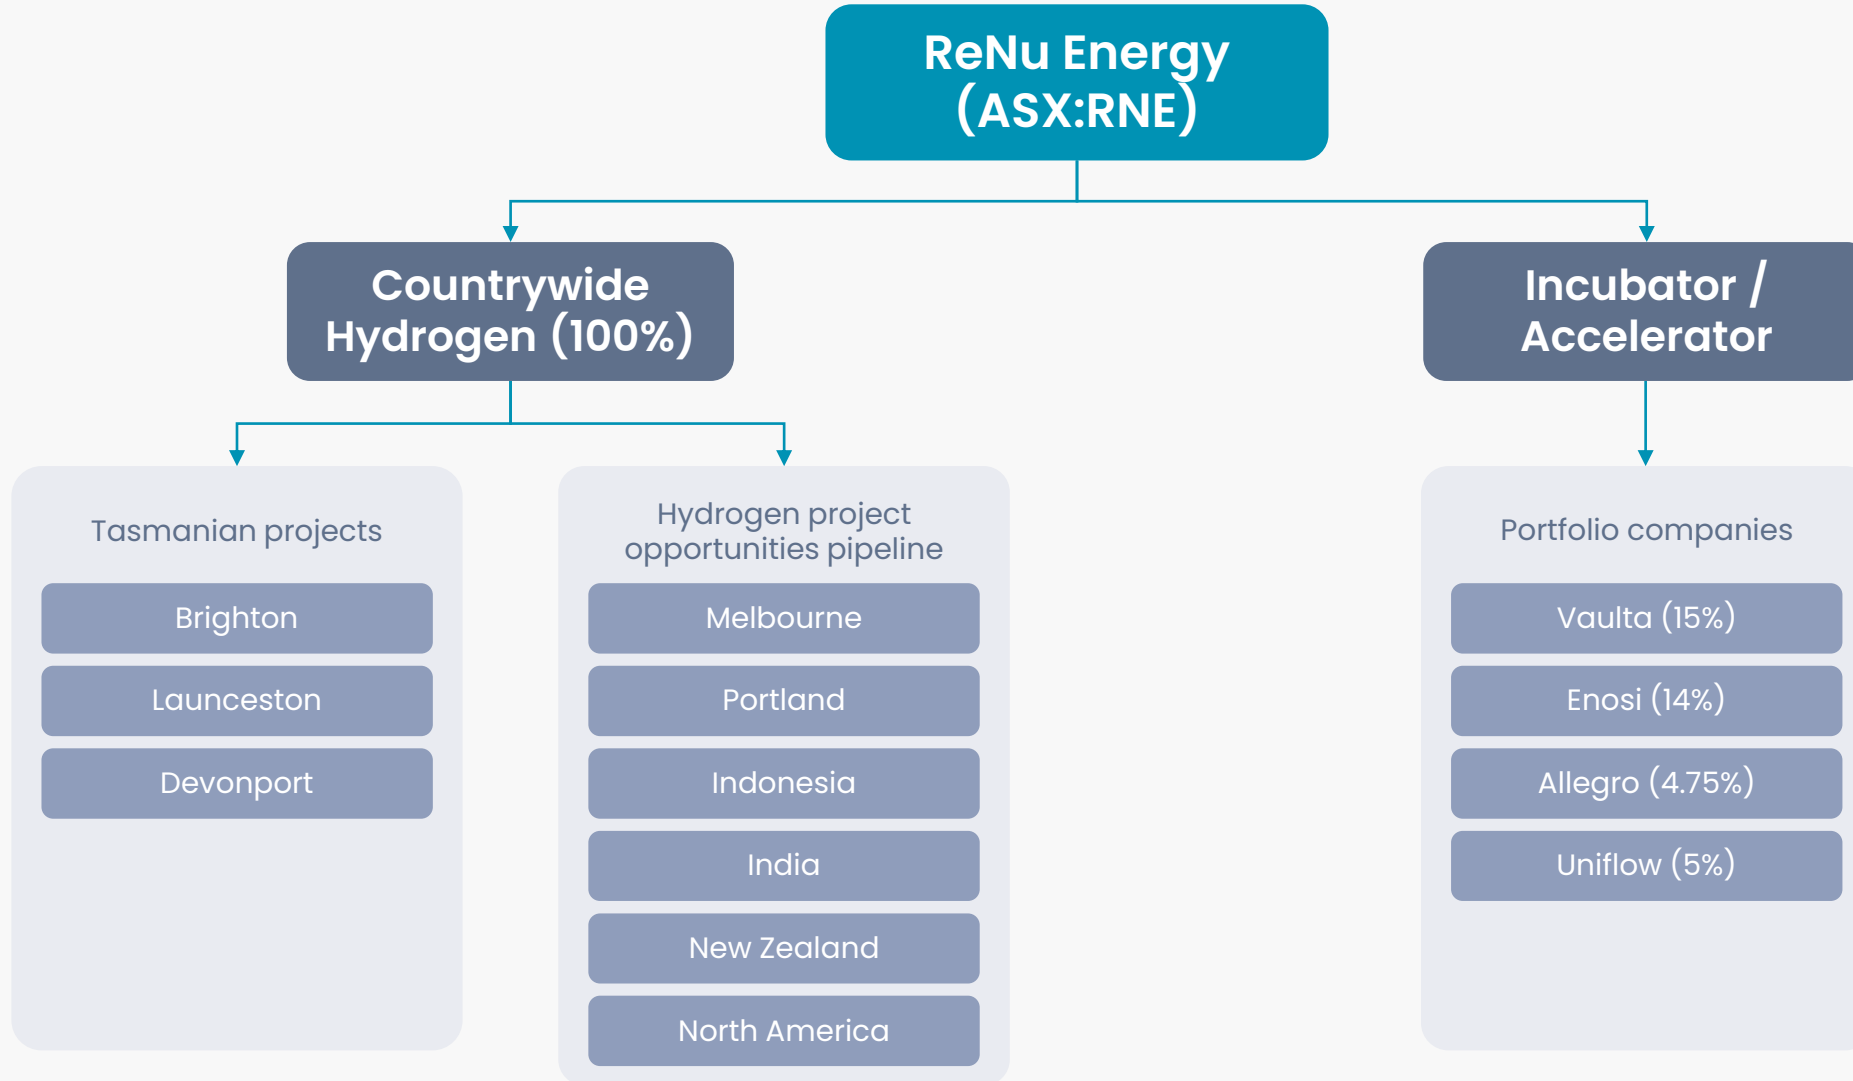 ReNu Energy
(ASX:RNE)
Countrywide
Hydrogen (100%)
Incubator /
Accelerator
Tasmanian projects
Brighton
Launceston
Devonport
Hydrogen project
opportunities pipeline
Melbourne
Portland
Indonesia
India
New Zealand
North America
Portfolio companies
Vaulta (15%)
Enosi (14%)
Allegro (4.75%)
Uniflow (5%)